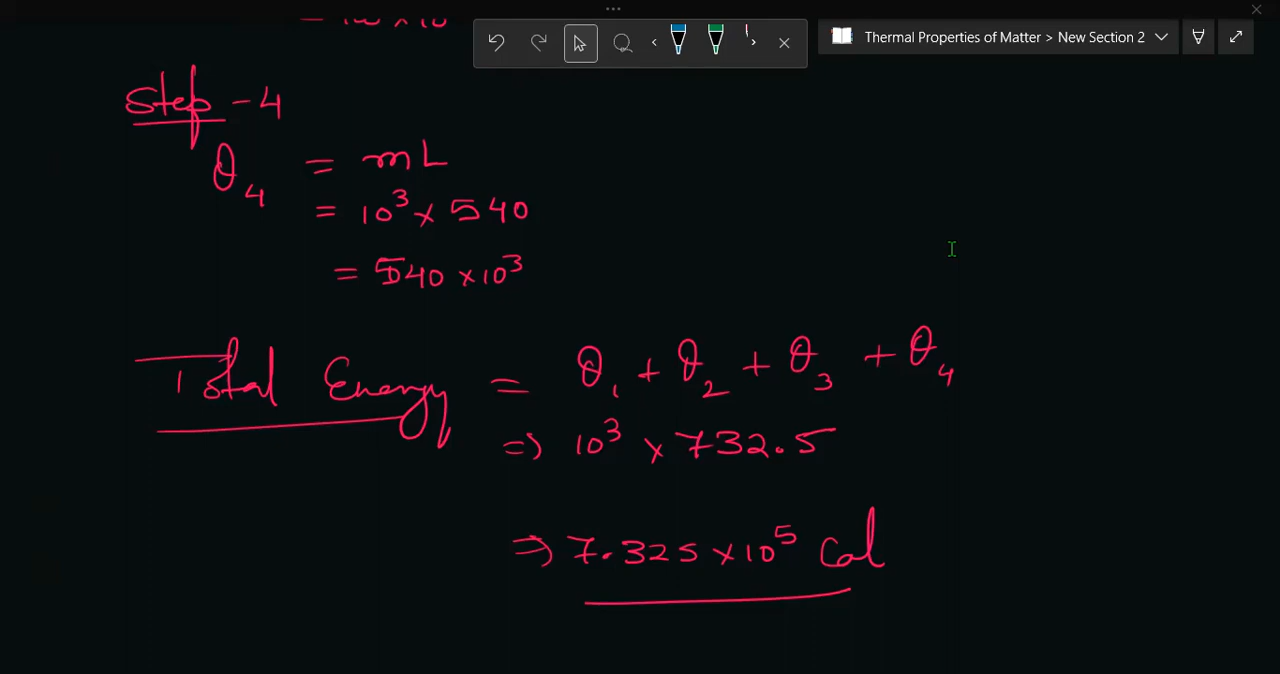 Thermal Properties of Matter > New Section 2
Step - 4
Q₄ = mL
= 10³ × 540
= 540 × 10³
Total Energy = Q₁ + Q₂ + Q₃ + Q₄
⇒ 10³ × 732.5
⇒ 7.325 × 10⁵ Cal